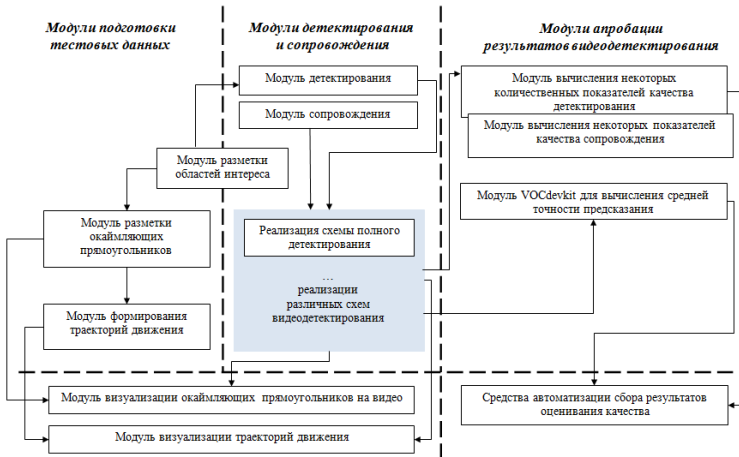 Модули подготовки
тестовых данных
Модули детектирования
и сопровождения
Модули апробации
результатов видеодетектирования
Модуль детектирования
Модуль сопровождения
Модуль вычисления некоторых
количественных показателей качества
детектирования
Модуль вычисления некоторых показателей
качества сопровождения
Модуль разметки
областей интереса
Модуль VOCdevkit для вычисления средней
точности предсказания
Модуль разметки
окаймляющих
прямоугольников
Реализация схемы полного
детектирования
...
реализации
различных схем
видеодетектирования
Модуль формирования
траекторий движения
Модуль визуализации окаймляющих прямоугольников на видео
Средства автоматизации сбора результатов
оценивания качества
Модуль визуализации траекторий движения